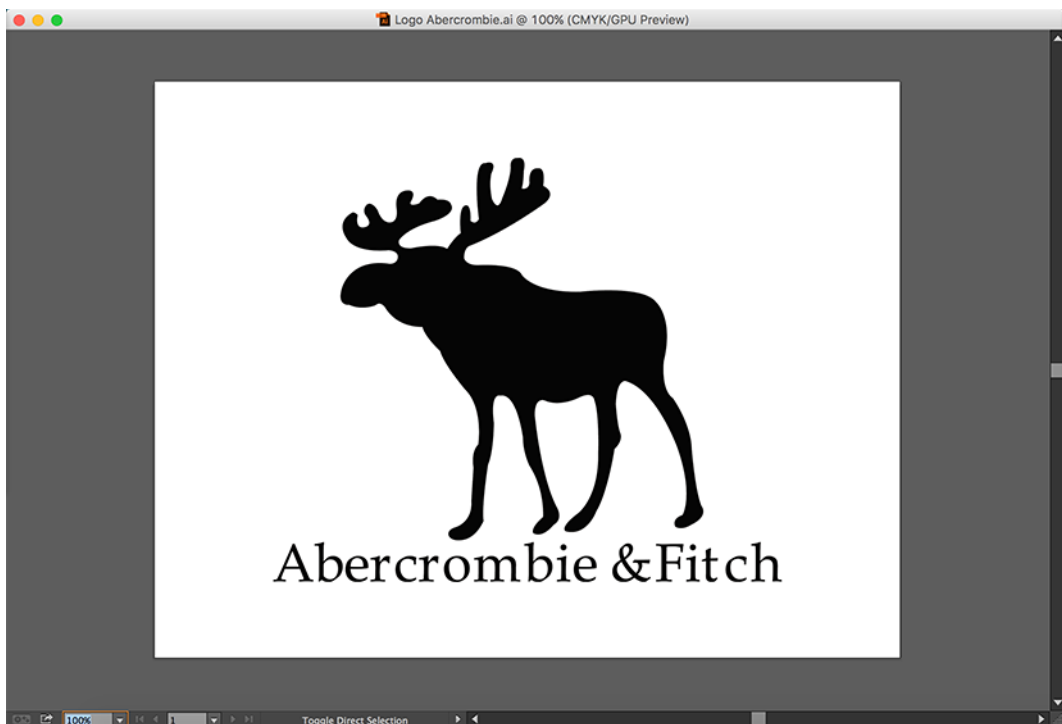 Logo Abercrombie.ai @ 100% (CMYK/GPU Preview)
Abercrombie &Fitch
100%
1
Toggle Direct Selection